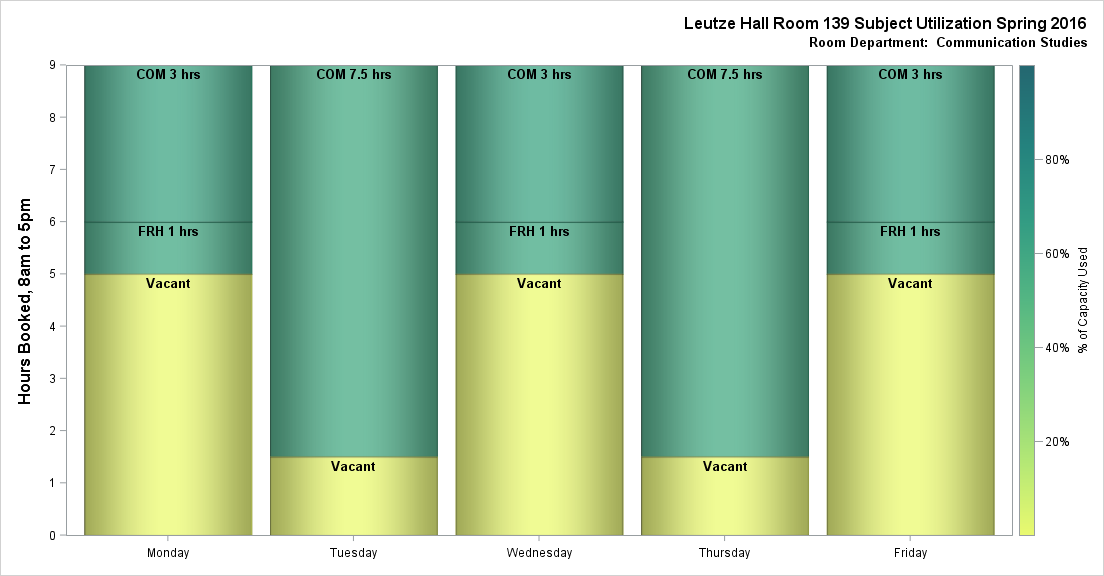 Leutze Hall Room 139 Subject Utilization Spring 2016
Room Department:  Communication Studies
Hours Booked, 8am to 5pm
9
8
7
6
5
4
3
2
1
0
COM 3 hrs
FRH 1 hrs
Vacant
COM 7.5 hrs
Vacant
COM 3 hrs
FRH 1 hrs
Vacant
COM 7.5 hrs
Vacant
COM 3 hrs
FRH 1 hrs
Vacant
Monday
Tuesday
Wednesday
Thursday
Friday
80%
60%
40%
20%
% of Capacity Used